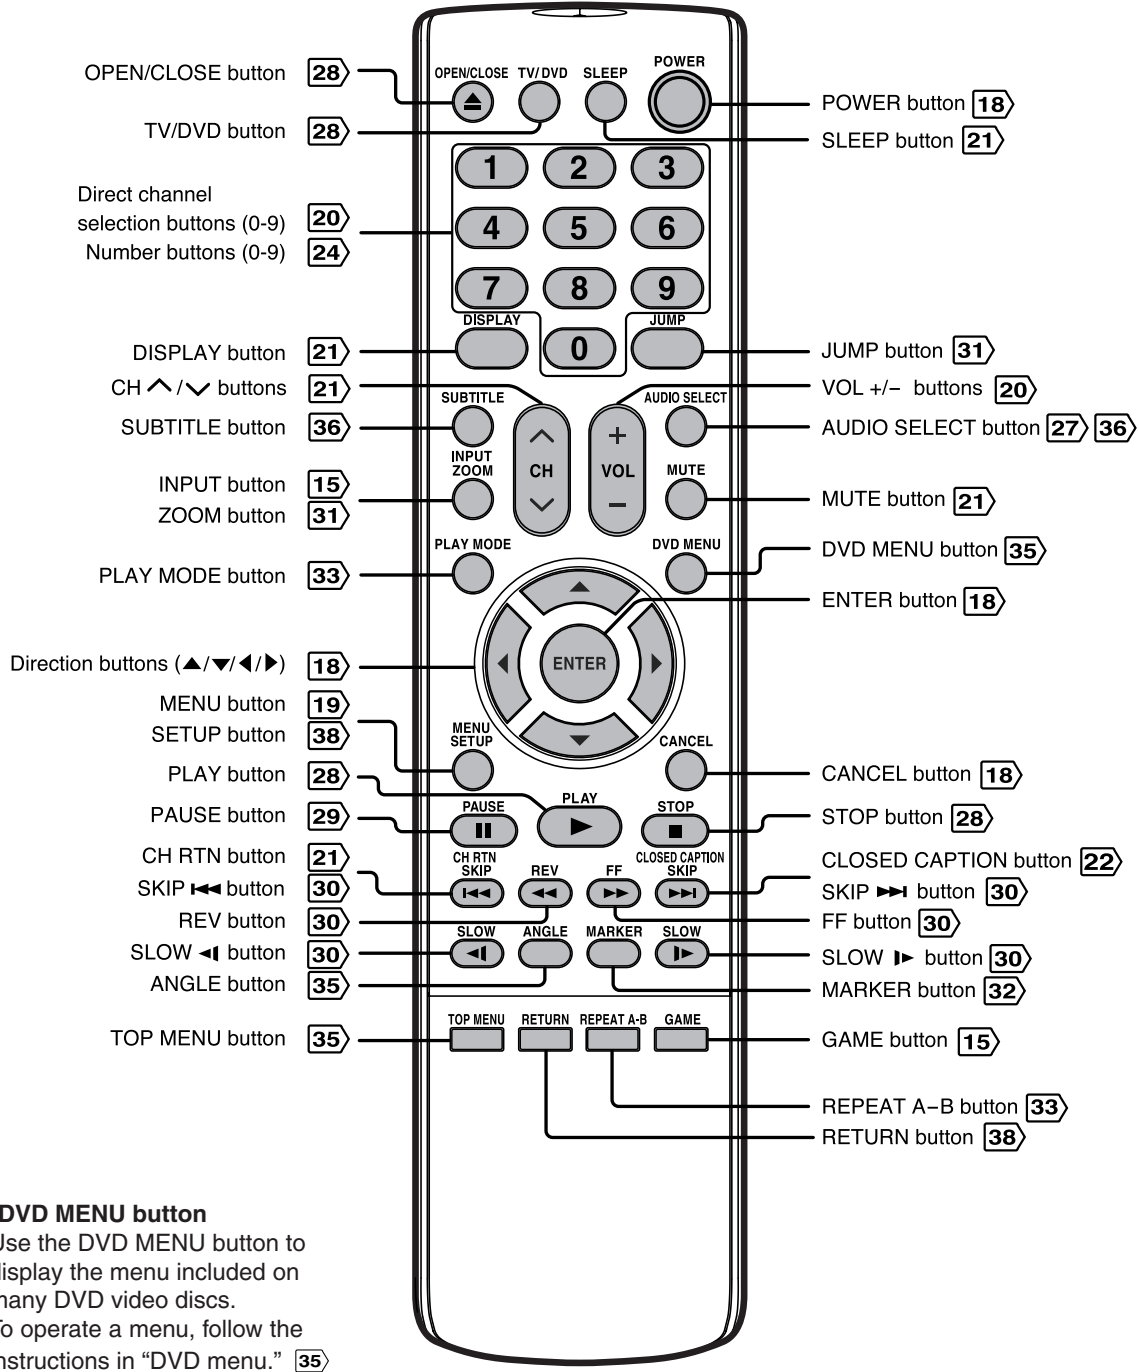 OPEN/CLOSE button 28
TV/DVD button 28
Direct channel
selection buttons (0-9) 20
Number buttons (0-9) 24
DISPLAY button 21
CH ︿ / ﹀ buttons 21
SUBTITLE button 36
INPUT button 15
ZOOM button 31
PLAY MODE button 33
Direction buttons (▲/▼/◀/▶) 18
MENU button 19
SETUP button 38
PLAY button 28
PAUSE button 29
CH RTN button 21
SKIP ⏮ button 30
REV button 30
SLOW ◀| button 30
ANGLE button 35
TOP MENU button 35
OPEN/CLOSE TV/DVD SLEEP POWER
1 2 3
4 5 6
7 8 9
DISPLAY 0 JUMP
SUBTITLE AUDIO SELECT
INPUT
ZOOM CH + VOL − MUTE
PLAY MODE DVD MENU
ENTER
MENU
SETUP CANCEL
PAUSE PLAY STOP
CH RTN CLOSED CAPTION
SKIP REV FF SKIP
SLOW ANGLE MARKER SLOW
TOP MENU RETURN REPEAT A-B GAME
POWER button 18
SLEEP button 21
JUMP button 31
VOL +/− buttons 20
AUDIO SELECT button 27 36
MUTE button 21
DVD MENU button 35
ENTER button 18
CANCEL button 18
STOP button 28
CLOSED CAPTION button 22
SKIP ⏭ button 30
FF button 30
SLOW |▶ button 30
MARKER button 32
GAME button 15
REPEAT A–B button 33
RETURN button 38
DVD MENU button
Use the DVD MENU button to
display the menu included on
many DVD video discs.
To operate a menu, follow the
instructions in “DVD menu.” 35